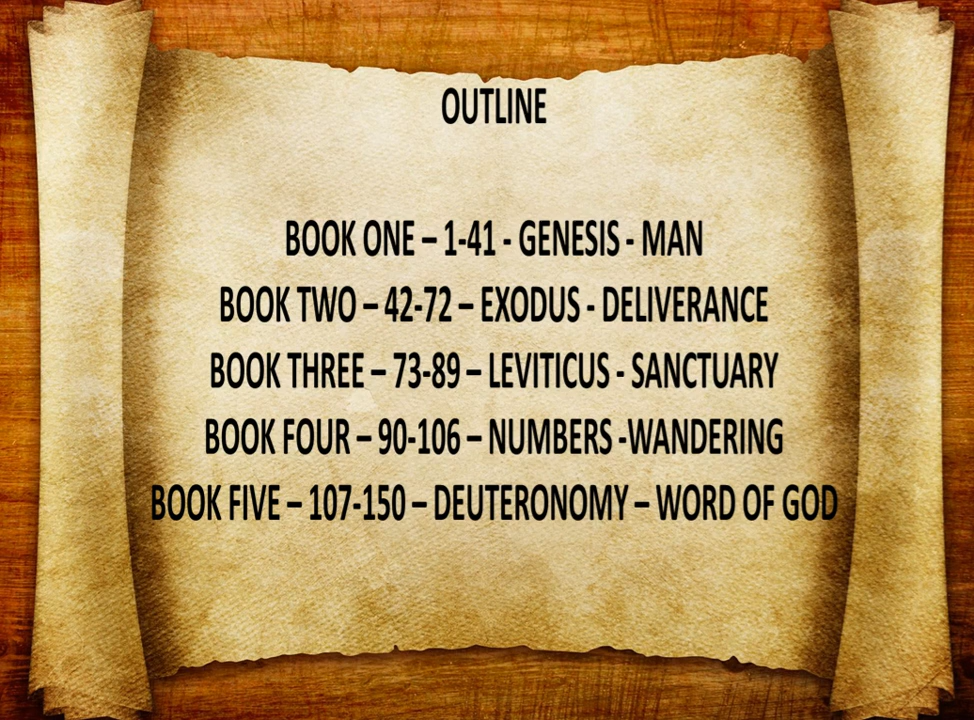 OUTLINE
BOOK ONE – 1-41 - GENESIS - MAN
BOOK TWO – 42-72 – EXODUS - DELIVERANCE
BOOK THREE – 73-89 – LEVITICUS - SANCTUARY
BOOK FOUR – 90-106 – NUMBERS -WANDERING
BOOK FIVE – 107-150 – DEUTERONOMY – WORD OF GOD